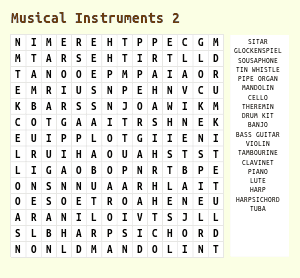 Musical Instruments 2
N I M E R E H T P P E C G M
M T A R S E H T I R T L L D
T A N O O E P M P A I A O R
E M R I U S N P E H N V C U
K B A R S S N J O A W I K M
C O T G A A I T R S H N E K
E U I P P L O T G I I E N I
L R U I H A O U A H S T S T
L I G A O B O P N R T B P E
O N S N N U A A R H L A I T
O E S O E T R O A H E N E U
A R A N I L O I V T S J L L
S L B H A R P S I C H O R D
N O N L D M A N D O L I N T
SITAR
GLOCKENSPIEL
SOUSAPHONE
TIN WHISTLE
PIPE ORGAN
MANDOLIN
CELLO
THEREMIN
DRUM KIT
BANJO
BASS GUITAR
VIOLIN
TAMBOURINE
CLAVINET
PIANO
LUTE
HARP
HARPSICHORD
TUBA